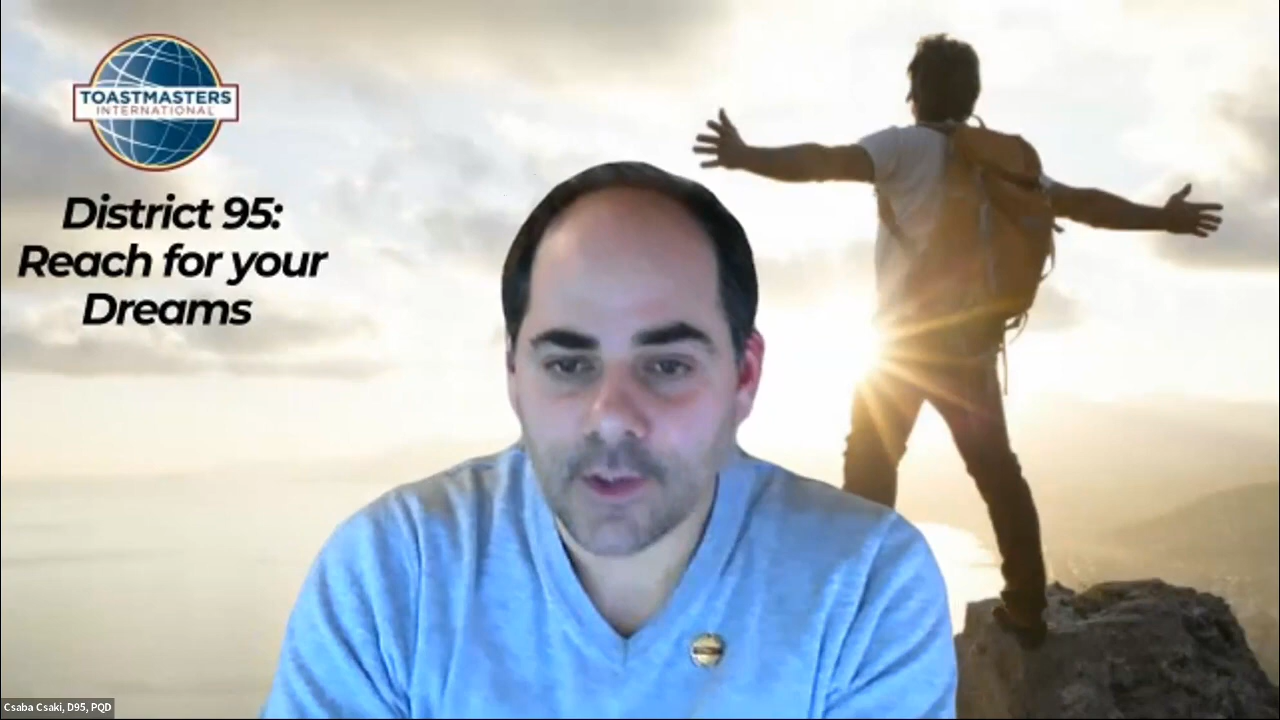 TOASTMASTERS
INTERNATIONAL
District 95:
Reach for your
Dreams
Csaba Csaki, D95, PQD